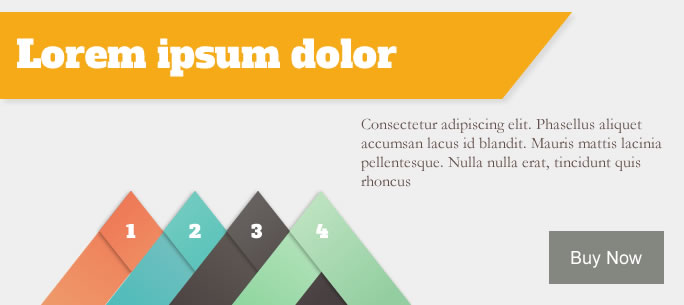 Lorem ipsum dolor
Consectetur adipiscing elit. Phasellus aliquet
accumsan lacus id blandit. Mauris mattis lacinia
pellentesque. Nulla nulla erat, tincidunt quis
rhoncus
1 2 3 4
Buy Now